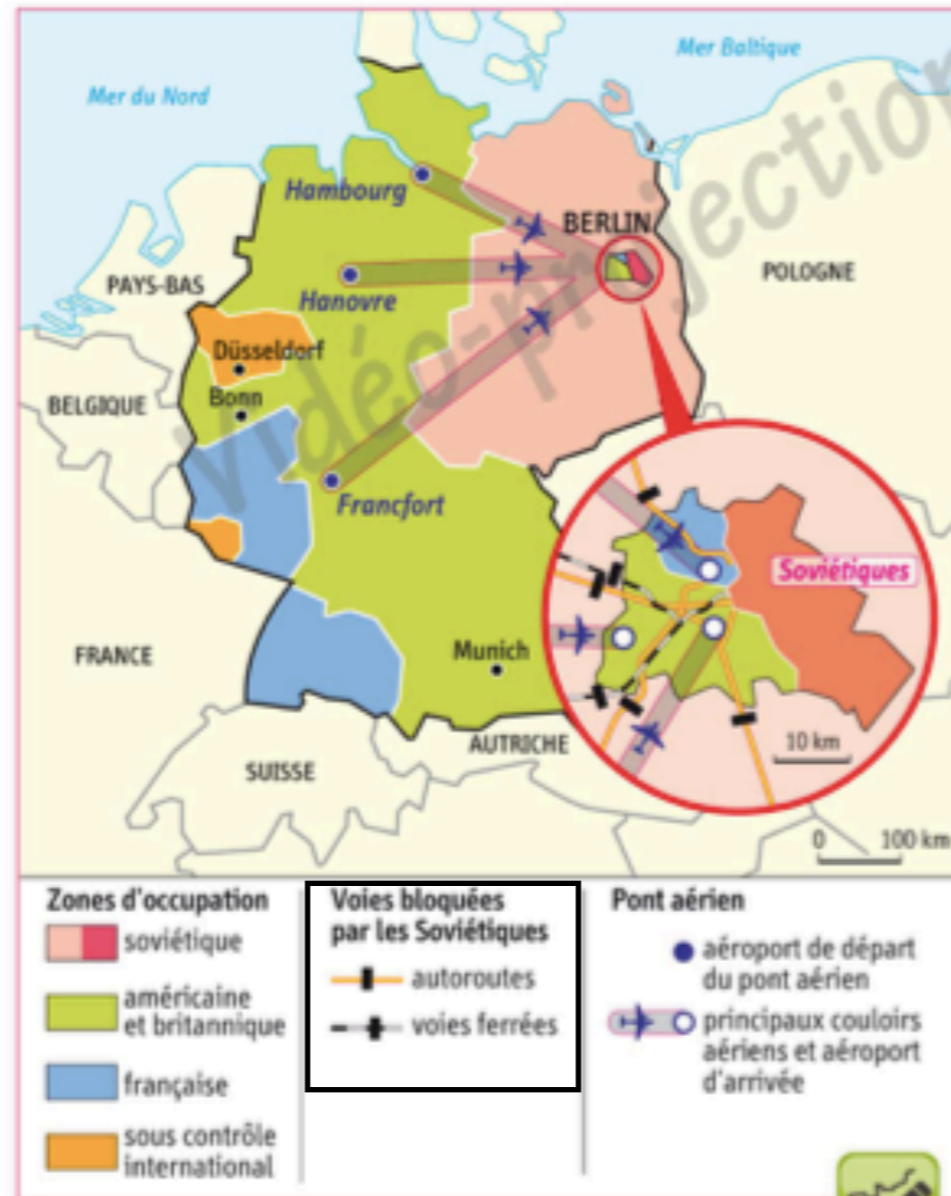 Mer Baltique
Mer du Nord
Hambourg
BERLIN
PAYS-BAS
Hanovre
POLOGNE
Düsseldorf
Bonn
BELGIQUE
Francfort
Soviétiques
FRANCE
Munich
AUTRICHE
10 km
SUISSE
0 100 km
vidéo-projection
Zones d'occupation
soviétique
américaine
et britannique
française
sous contrôle
international
Voies bloquées
par les Soviétiques
autoroutes
voies ferrées
Pont aérien
aéroport de départ
du pont aérien
principaux couloirs
aériens et aéroport
d'arrivée